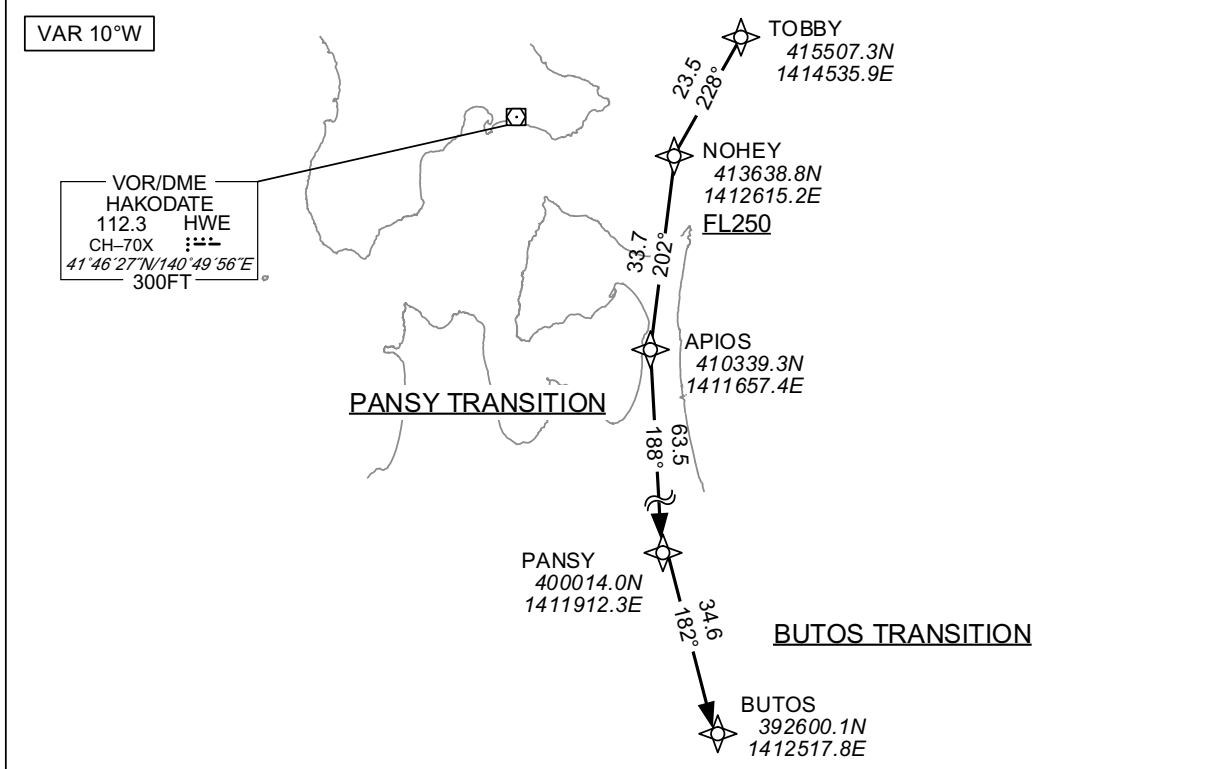 VAR 10°W
TOBBY
415507.3N
1414535.9E
23.5
228°
NOHEY
413638.8N
1412615.2E
FL250
VOR/DME
HAKODATE
112.3 HWE
CH–70X
41°46′27″N/140°49′56″E
300FT
33.7
202°
APIOS
410339.3N
1411657.4E
PANSY TRANSITION
63.5
188°
PANSY
400014.0N
1411912.3E
34.6
182°
BUTOS TRANSITION
BUTOS
392600.1N
1412517.8E